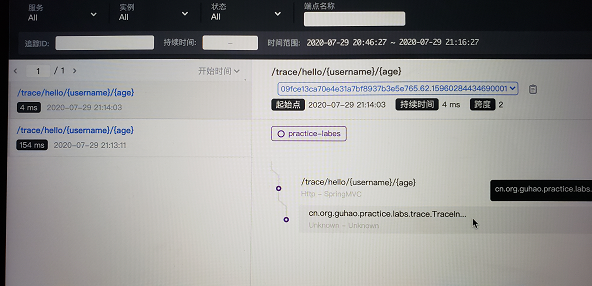 服务 实例 状态 端点名称
All All All
追踪ID: 持续时间: – 时间范围: 2020-07-29 20:46:27 ~ 2020-07-29 21:16:27
1 / 1 开始时间
/trace/hello/{username}/{age}
4 ms 2020-07-29 21:14:03
/trace/hello/{username}/{age}
154 ms 2020-07-29 21:13:11
/trace/hello/{username}/{age}
09fce13ca70e4e31a7bf8937b3e5e765.62.15960284434690001
起始点 2020-07-29 21:14:03 持续时间 4 ms 跨度 2
practice-labes
/trace/hello/{username}/{age}
Http - SpringMVC
cn.org.guhao.practice.labs.
cn.org.guhao.practice.labs.trace.TraceIn...
Unknown - Unknown